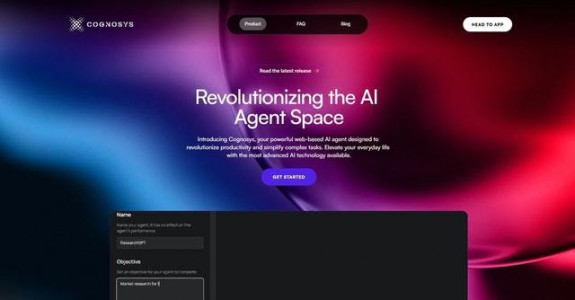 COGNOSYS
Product
FAQ
Blog
HEAD TO APP
Read the latest release →
Revolutionizing the AI
Agent Space
Introducing Cognosys, your powerful web-based AI agent designed to
revolutionize productivity and simplify complex tasks. Elevate your everyday life
with the most advanced AI technology available.
GET STARTED
Name
Name your agent. It has no effect on the
agent's performance.
ResearchGPT
Objective
Set an objective for your agent to complete
Market research for